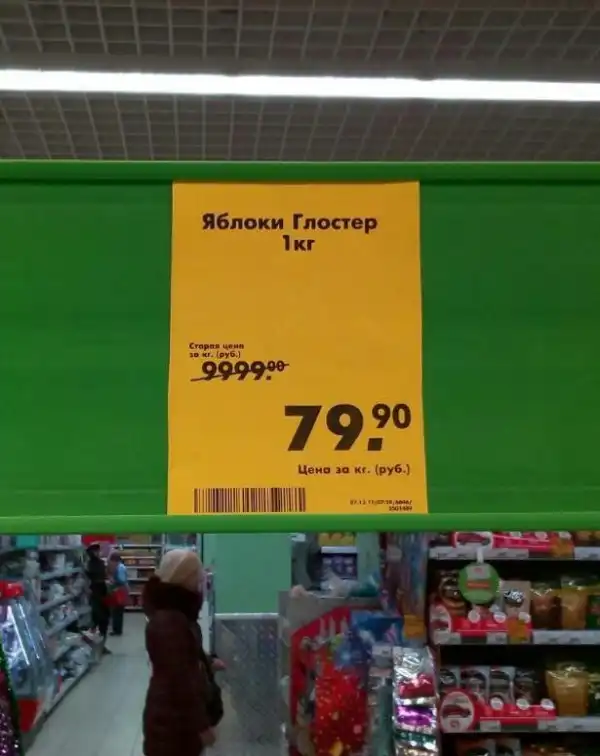 Яблоки Глостер
1кг
Старая цена
за кг. (руб.)
9999.00
79.90
Цена за кг. (руб.)